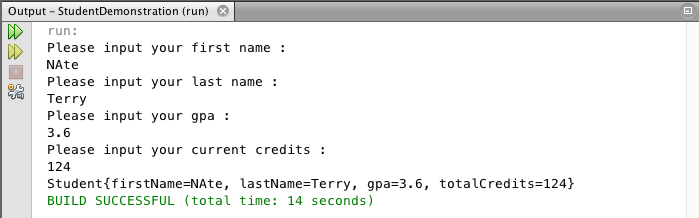 Output – StudentDemonstration (run)
run:
Please input your first name :
NAte
Please input your last name :
Terry
Please input your gpa :
3.6
Please input your current credits :
124
Student{firstName=NAte, lastName=Terry, gpa=3.6, totalCredits=124}
BUILD SUCCESSFUL (total time: 14 seconds)